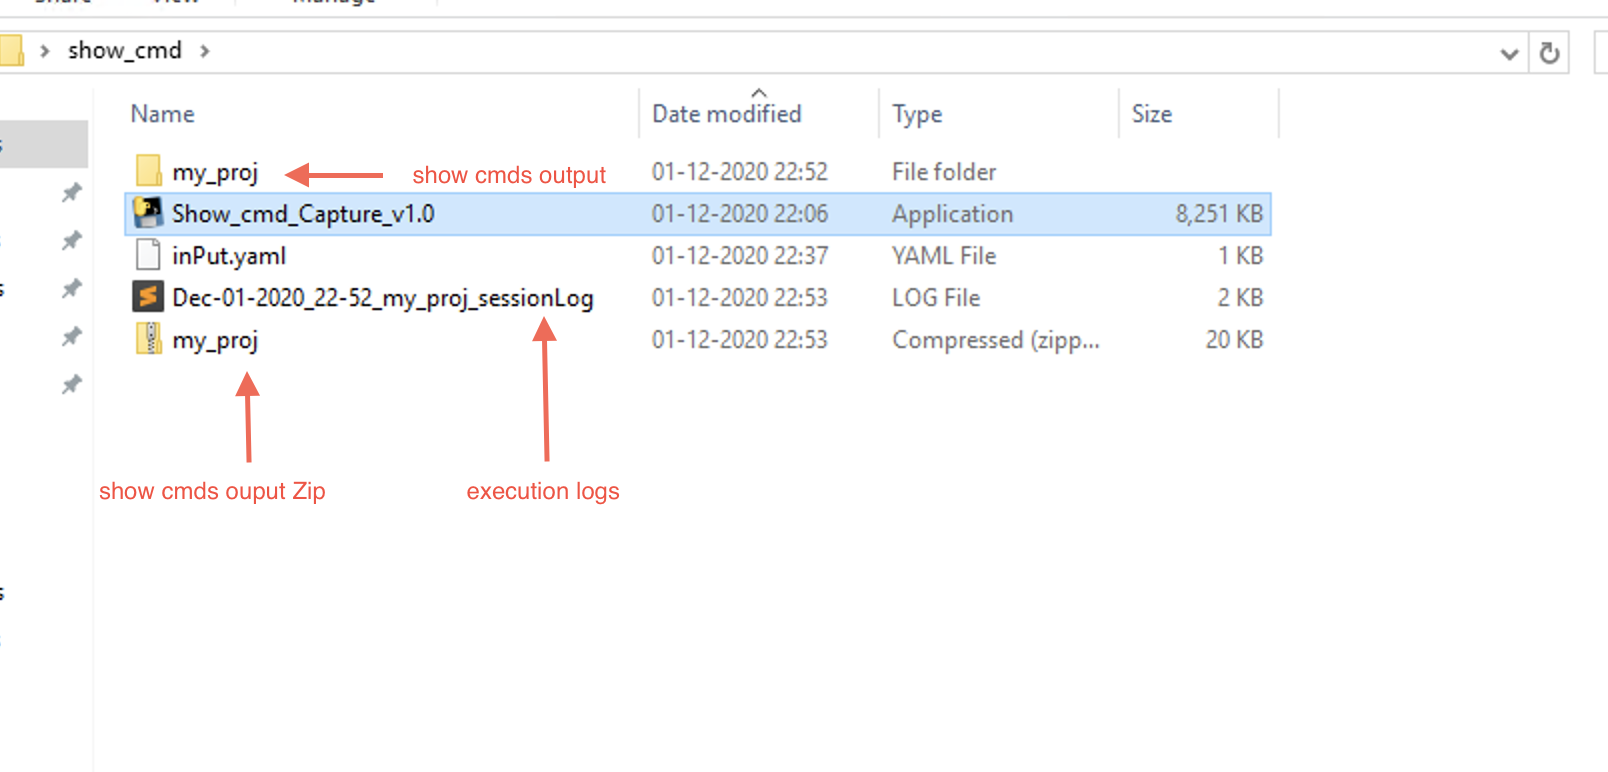 show_cmd
Name Date modified Type Size
my_proj show cmds output 01-12-2020 22:52 File folder
Show_cmd_Capture_v1.0 01-12-2020 22:06 Application 8,251 KB
inPut.yaml 01-12-2020 22:37 YAML File 1 KB
Dec-01-2020_22-52_my_proj_sessionLog 01-12-2020 22:53 LOG File 2 KB
my_proj 01-12-2020 22:53 Compressed (zipp... 20 KB
show cmds ouput Zip execution logs